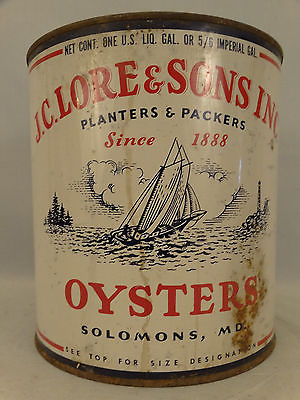 NET CONT. ONE U.S. LIQ. GAL. OR 5/6 IMPERIAL GAL.
J.C. LORE & SONS INC
PLANTERS & PACKERS
Since 1888
OYSTERS
SOLOMONS, MD.
SEE TOP FOR SIZE DESIGNATION